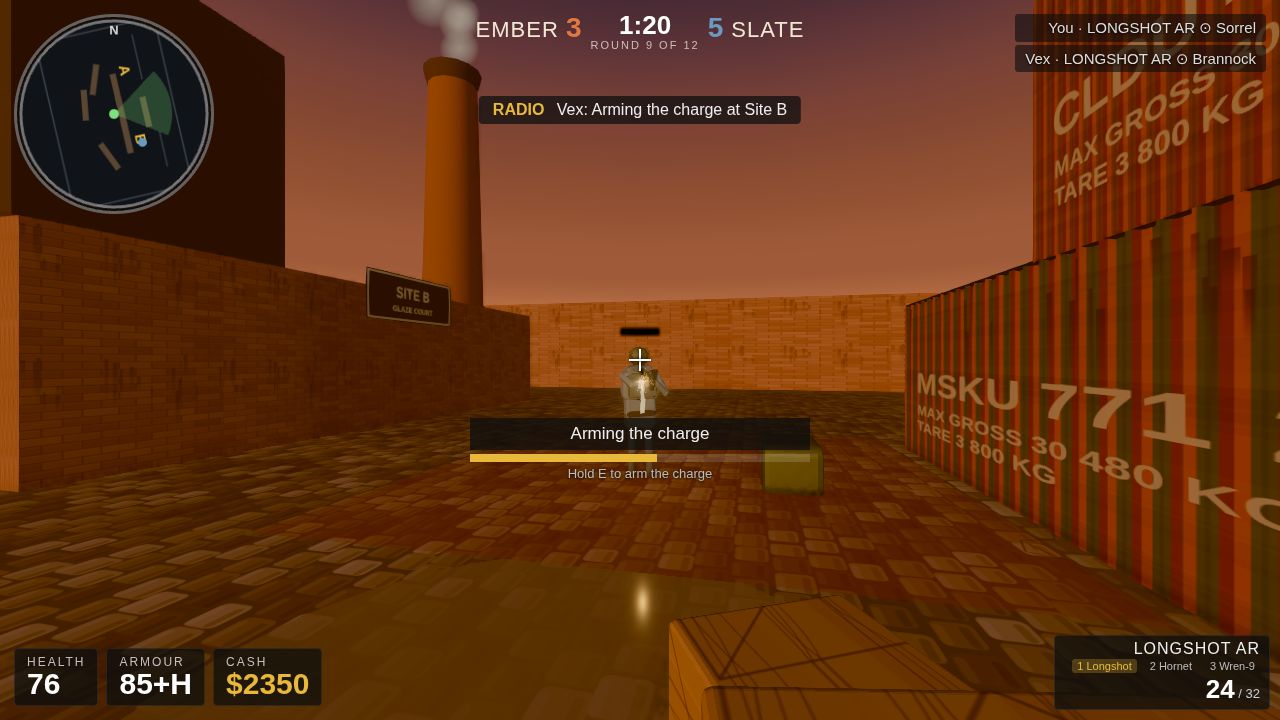 N
A
B
EMBER 3 1:20 5 SLATE
ROUND 9 OF 12
You · LONGSHOT AR ⊙ Sorrel
Vex · LONGSHOT AR ⊙ Brannock
RADIO Vex: Arming the charge at Site B
MAX GROSS
TARE 3 800 KG
SITE B
GLAZE COURT
MSKU 771
MAX GROSS 30 480 KG
TARE 3 800 KG
Arming the charge
Hold E to arm the charge
HEALTH
76
ARMOUR
85+H
CASH
$2350
LONGSHOT AR
1 Longshot 2 Hornet 3 Wren-9
24 / 32